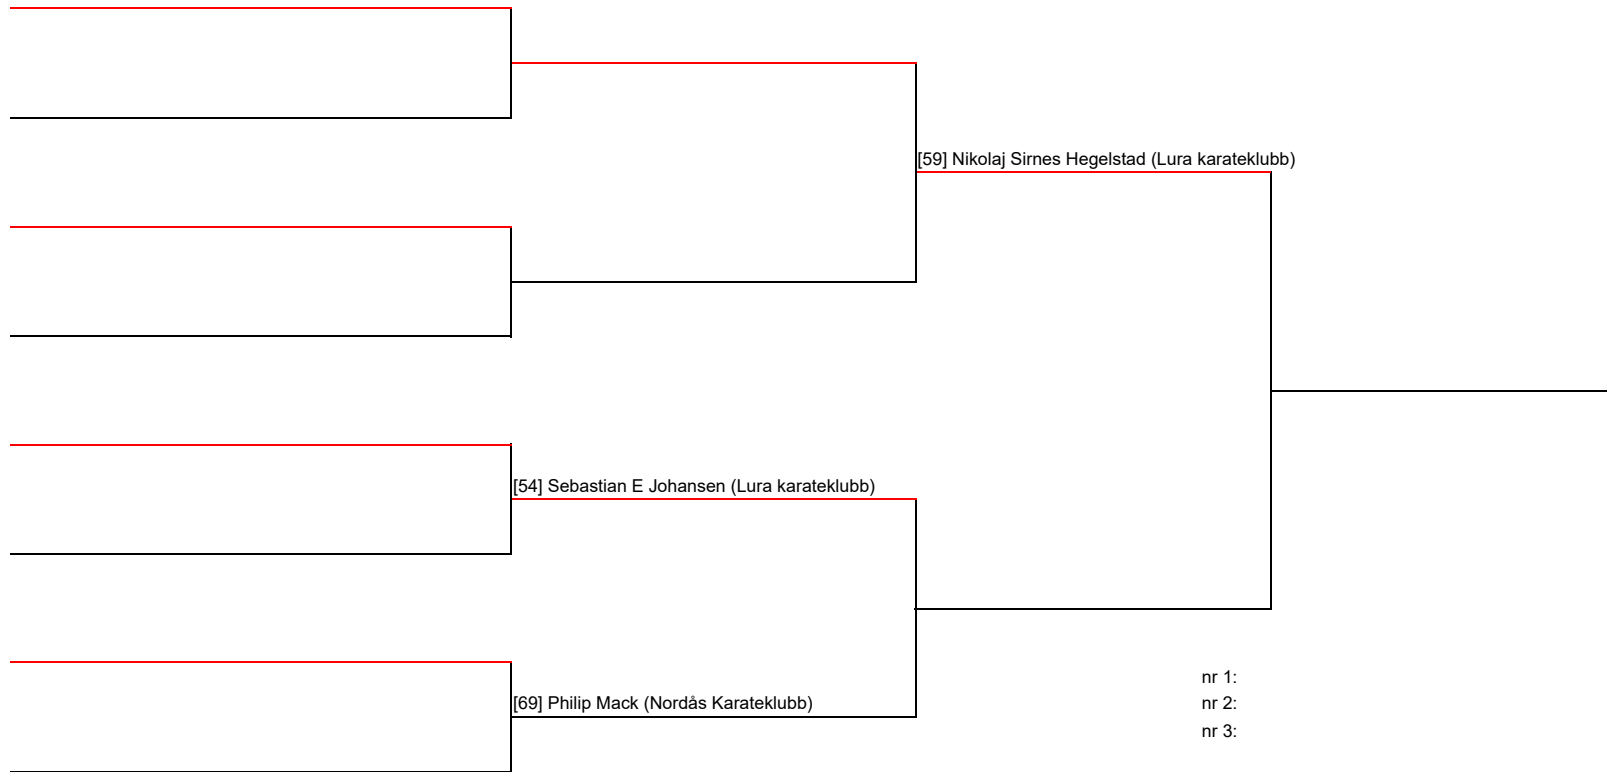 [59] Nikolaj Sirnes Hegelstad (Lura karateklubb)
[54] Sebastian E Johansen (Lura karateklubb)
[69] Philip Mack (Nordås Karateklubb)
nr 1:
nr 2:
nr 3: